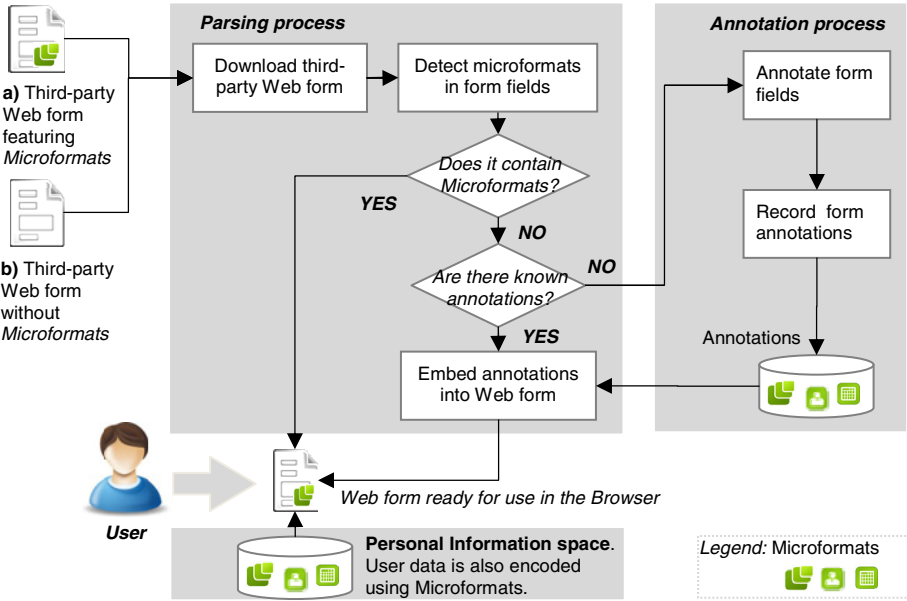 Parsing process
Annotation process
Download third-
party Web form
Detect microformats
in form fields
Annotate form
fields
a) Third-party
Web form
featuring
Microformats
Does it contain
Microformats?
YES
NO
Record  form
annotations
b) Third-party
Web form
without
Microformats
Are there known
annotations?
NO
YES
Annotations
Embed annotations
into Web form
Web form ready for use in the Browser
User
Personal Information space.
User data is also encoded
using Microformats.
Legend: Microformats